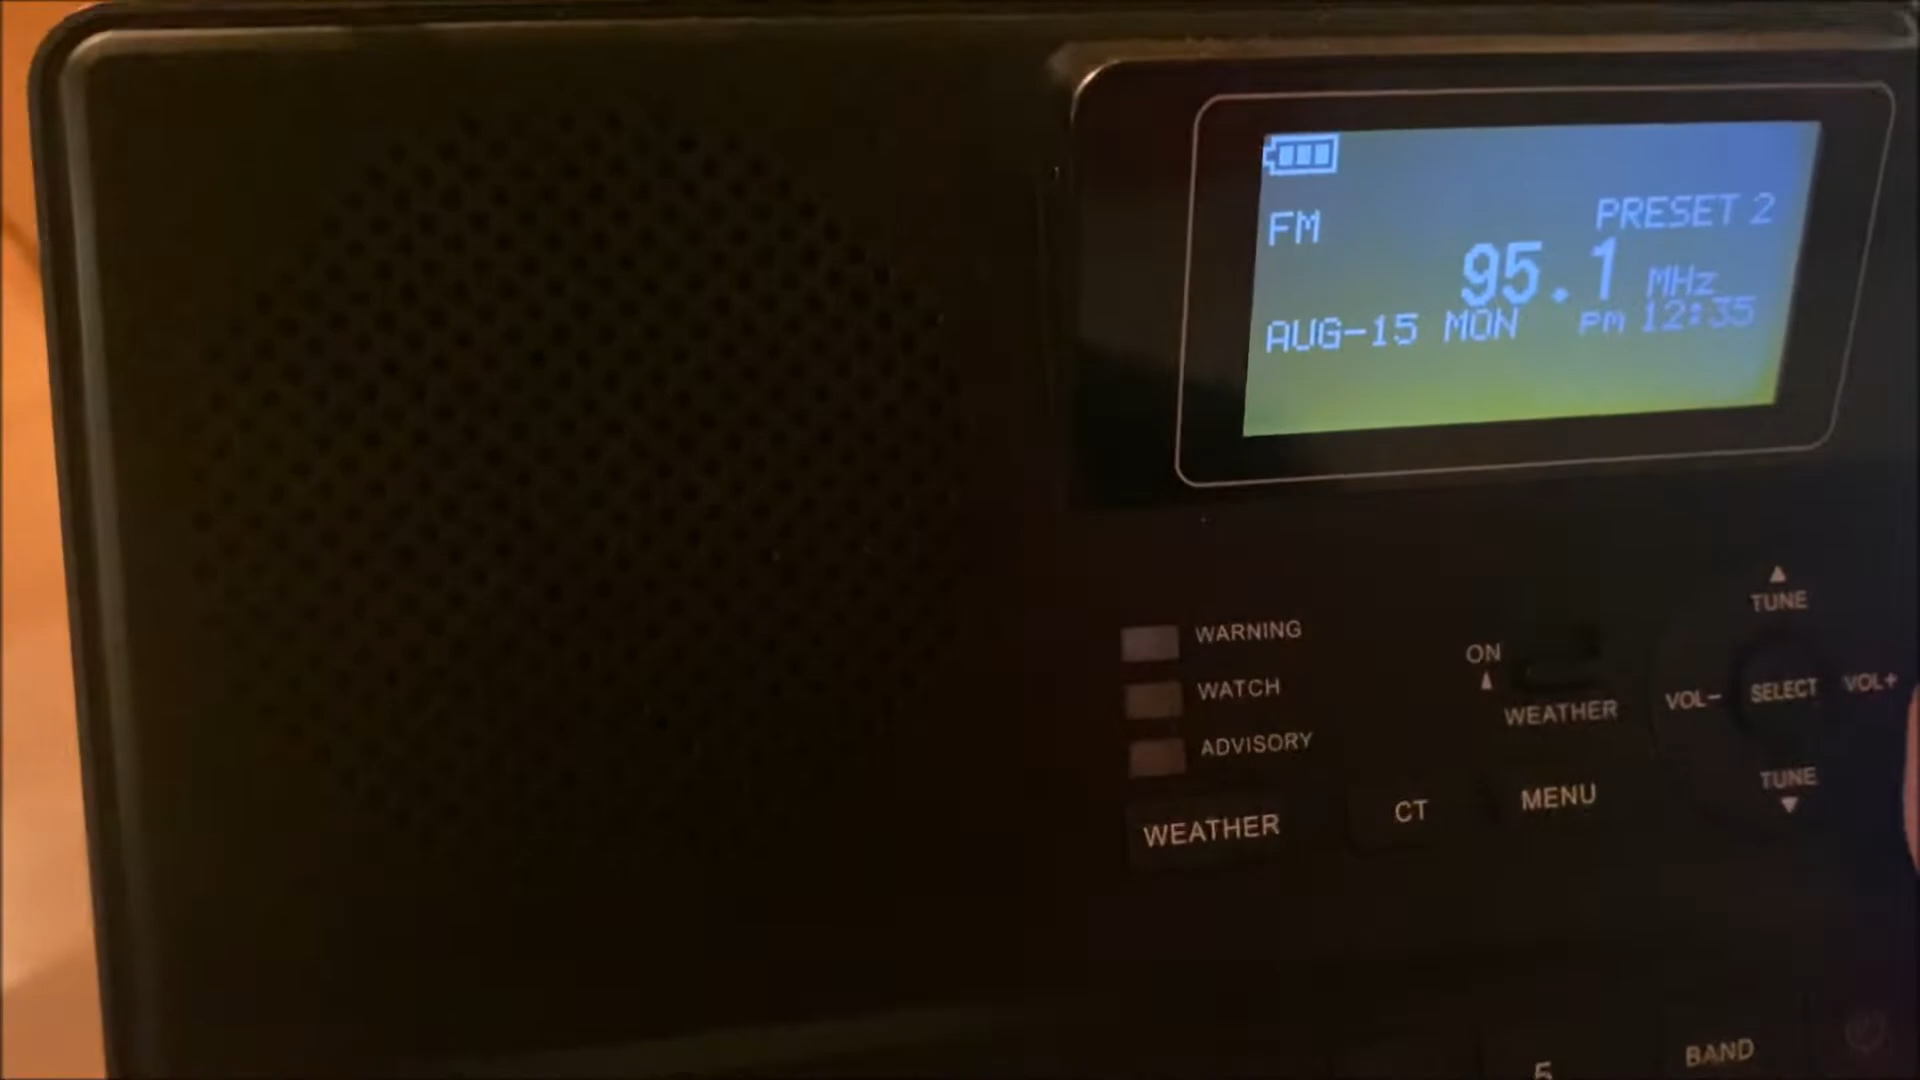 FM
PRESET 2
95.1 MHz
AUG-15 MON PM 12:35
WARNING
WATCH
ADVISORY
ON
WEATHER
TUNE
VOL- SELECT VOL+
TUNE
WEATHER
CT
MENU
5
BAND